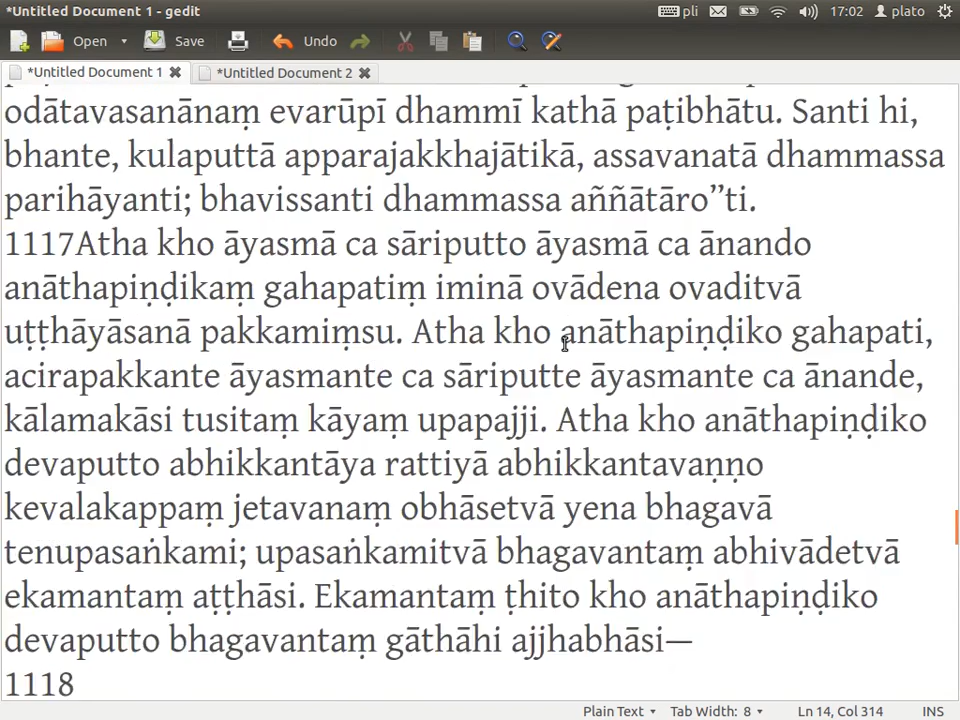 *Untitled Document 1 - gedit
pli
17:02
plato
Open
Save
Undo
*Untitled Document 1
*Untitled Document 2
odātavasanānaṃ evarūpī dhammī kathā paṭibhātu. Santi hi,
bhante, kulaputtā apparajakkhajātikā, assavanatā dhammassa
parihāyanti; bhavissanti dhammassa aññātāro”ti.
1117Atha kho āyasmā ca sāriputto āyasmā ca ānando
anāthapiṇḍikaṃ gahapatiṃ iminā ovādena ovaditvā
uṭṭhāyāsanā pakkamiṃsu. Atha kho anāthapiṇḍiko gahapati,
acirapakkante āyasmante ca sāriputte āyasmante ca ānande,
kālamakāsi tusitaṃ kāyaṃ upapajji. Atha kho anāthapiṇḍiko
devaputto abhikkantāya rattiyā abhikkantavaṇṇo
kevalakappaṃ jetavanaṃ obhāsetvā yena bhagavā
tenupasaṅkami; upasaṅkamitvā bhagavantaṃ abhivādetvā
ekamantaṃ aṭṭhāsi. Ekamantaṃ ṭhito kho anāthapiṇḍiko
devaputto bhagavantaṃ gāthāhi ajjhabhāsi—
1118
Plain Text
Tab Width: 8
Ln 14, Col 314
INS